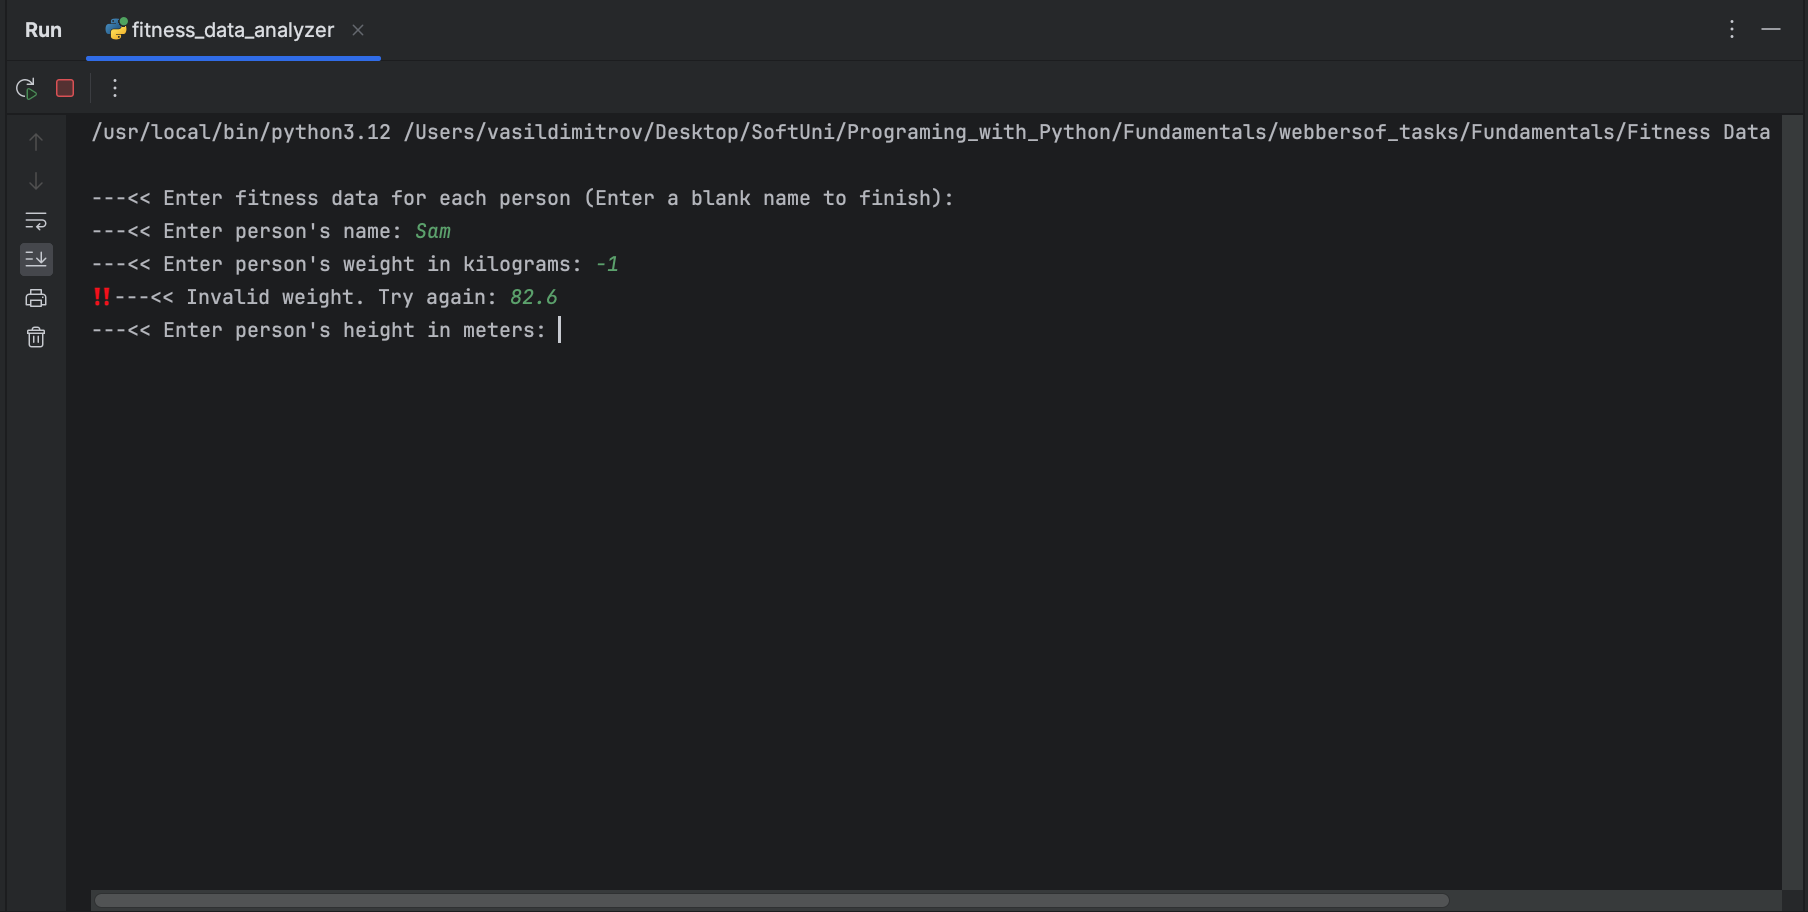 Run
fitness_data_analyzer
/usr/local/bin/python3.12 /Users/vasildimitrov/Desktop/SoftUni/Programing_with_Python/Fundamentals/webbersof_tasks/Fundamentals/Fitness Data
---<< Enter fitness data for each person (Enter a blank name to finish):
---<< Enter person's name: Sam
---<< Enter person's weight in kilograms: -1
‼️---<< Invalid weight. Try again: 82.6
---<< Enter person's height in meters: